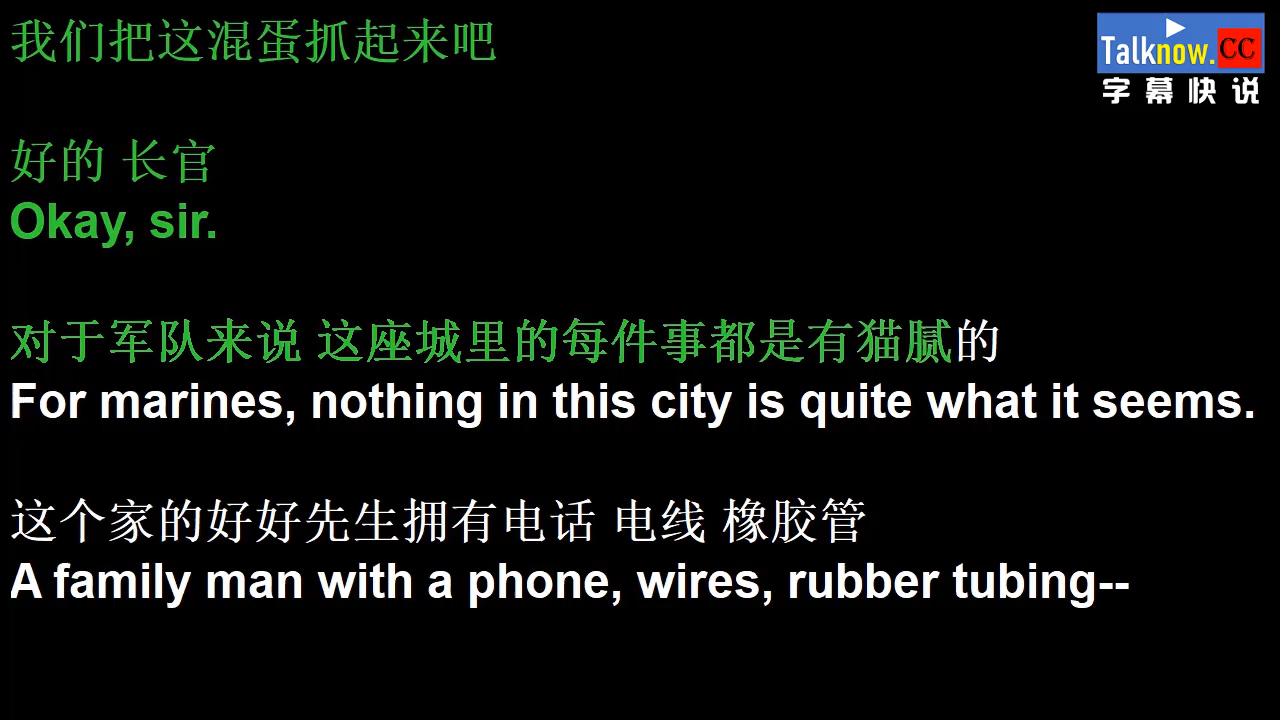 我们把这混蛋抓起来吧
Talknow.CC
字幕快说
好的 长官
Okay, sir.
对于军队来说 这座城里的每件事都是有猫腻的
For marines, nothing in this city is quite what it seems.
这个家的好好先生拥有电话 电线 橡胶管
A family man with a phone, wires, rubber tubing--